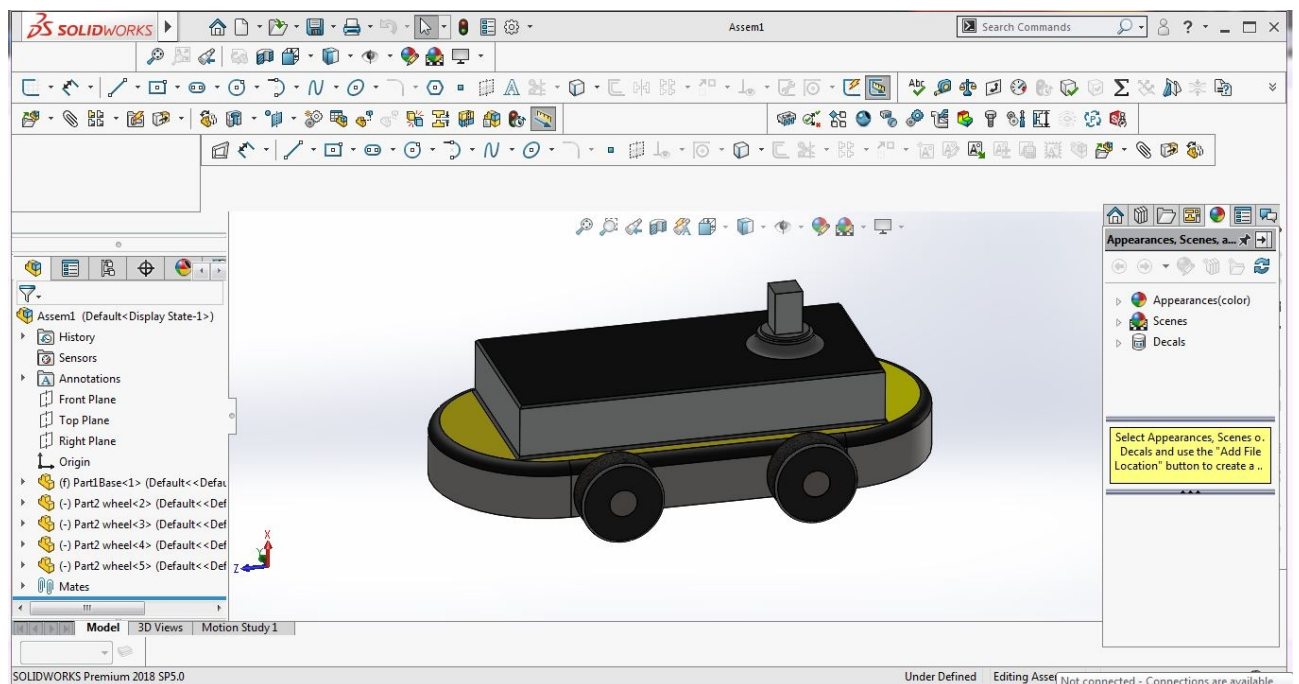 SOLIDWORKS
Assem1
Search Commands
?
Assem1 (Default<Display State-1>)
History
Sensors
Annotations
Front Plane
Top Plane
Right Plane
Origin
(f) Part1Base<1> (Default<<Defau
(-) Part2 wheel<2> (Default<<Def
(-) Part2 wheel<3> (Default<<Def
(-) Part2 wheel<4> (Default<<Def
(-) Part2 wheel<5> (Default<<Def
Mates
X
Y
Z
Appearances, Scenes, a...
Appearances(color)
Scenes
Decals
Select Appearances, Scenes o.
Decals and use the "Add File
Location" button to create a ..
Model 3D Views Motion Study 1
SOLIDWORKS Premium 2018 SP5.0
Under Defined Editing Assem
Not connected - Connections are available